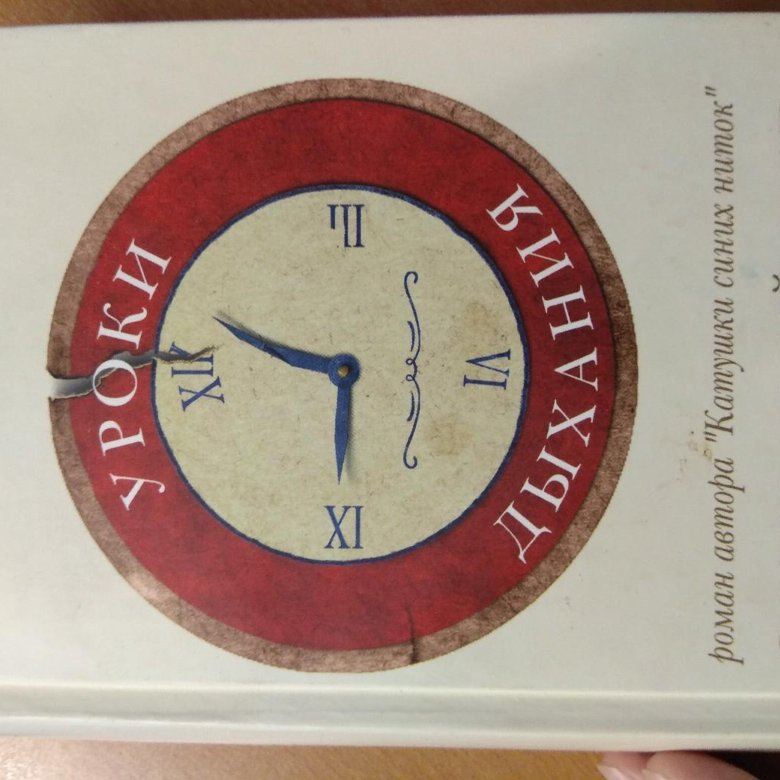 УРОКИ
XII
IX
III
VI
ДЫХАНИЯ
роман автора "Катушки синих ниток"